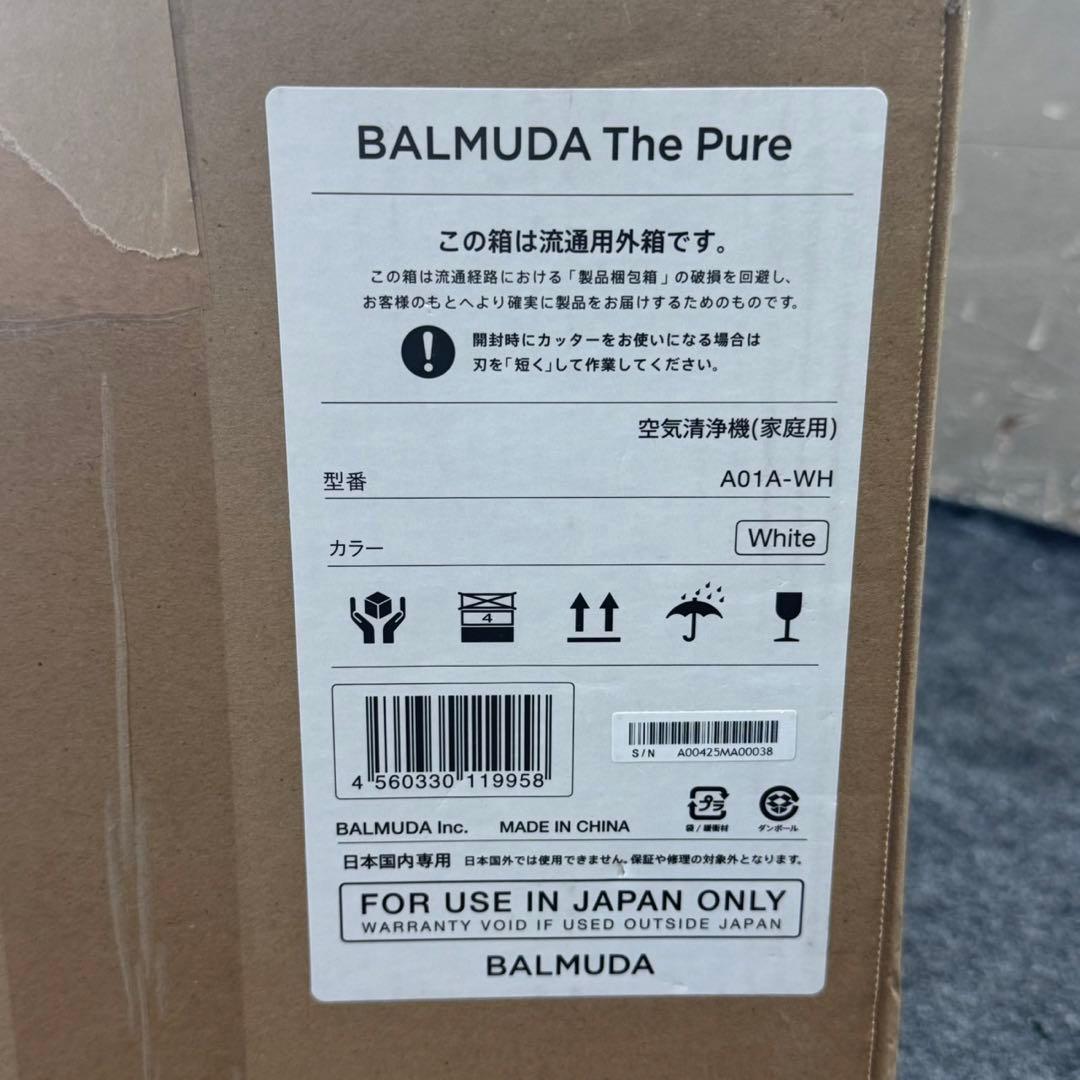 BALMUDA The Pure
この箱は流通用外箱です。
この箱は流通経路における「製品梱包箱」の破損を回避し、
お客様のもとへより確実に製品をお届けするためのものです。
開封時にカッターをお使いになる場合は
刃を「短く」して作業してください。
空気清浄機(家庭用)
型番 A01A-WH
カラー White
4
4 560330 119958
S/N A00425MA00038
プラ
袋/緩衝材 ダンボール
BALMUDA Inc. MADE IN CHINA
日本国内専用 日本国外では使用できません。保証や修理の対象外となります。
FOR USE IN JAPAN ONLY
WARRANTY VOID IF USED OUTSIDE JAPAN
BALMUDA